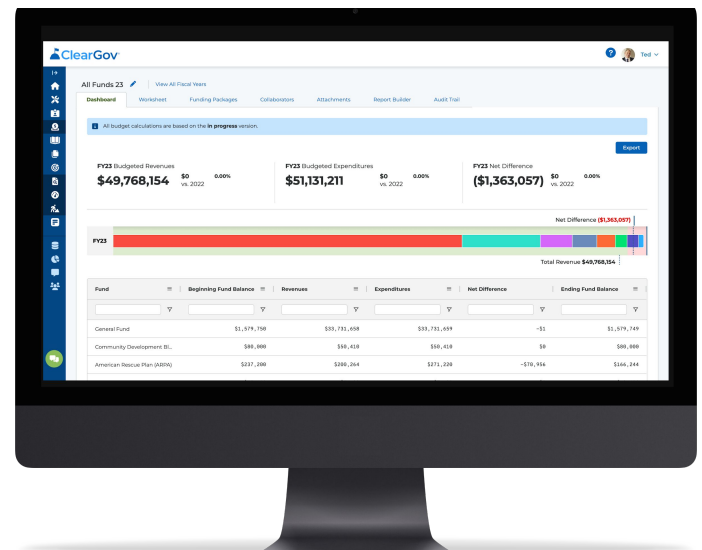 ClearGov
? Ted
All Funds 23 View All Fiscal Years
Dashboard Worksheet Funding Packages Collaborators Attachments Report Builder Audit Trail
All budget calculations are based on the in progress version.
Export
FY23 Budgeted Revenues FY23 Budgeted Expenditures FY23 Net Difference
$49,768,154 $0 vs. 2022 0.00% $51,131,211 $0 vs. 2022 0.00% ($1,363,057) $0 vs. 2022 0.00%
Net Difference ($1,363,057)
FY23
Total Revenue $49,768,154
Fund Beginning Fund Balance Revenues Expenditures Net Difference Ending Fund Balance
General Fund $1,579,750 $33,731,658 $33,731,659 -$1 $1,579,749
Community Development Bl... $80,000 $50,410 $50,410 $0 $80,000
American Rescue Plan (ARPA) $237,200 $200,264 $271,220 -$70,956 $166,244